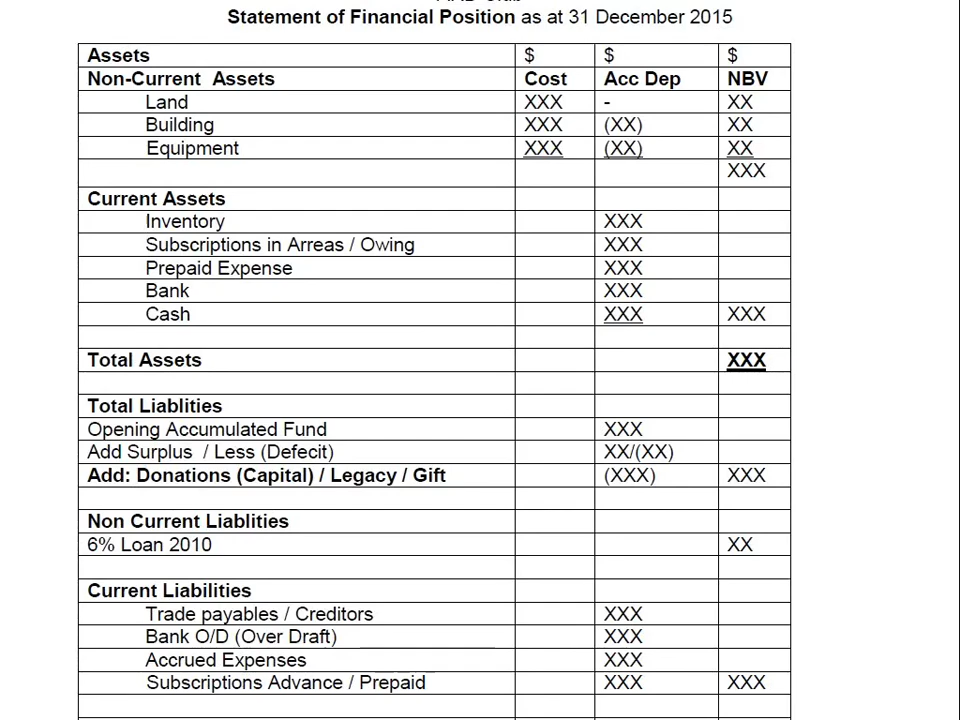 Statement of Financial Position as at 31 December 2015
Assets $ $ $
Non-Current Assets Cost Acc Dep NBV
Land XXX - XX
Building XXX (XX) XX
Equipment XXX (XX) XX
XXX
Current Assets
Inventory XXX
Subscriptions in Arreas / Owing XXX
Prepaid Expense XXX
Bank XXX
Cash XXX XXX
Total Assets XXX
Total Liablities
Opening Accumulated Fund XXX
Add Surplus / Less (Defecit) XX/(XX)
Add: Donations (Capital) / Legacy / Gift (XXX) XXX
Non Current Liablities
6% Loan 2010 XX
Current Liabilities
Trade payables / Creditors XXX
Bank O/D (Over Draft) XXX
Accrued Expenses XXX
Subscriptions Advance / Prepaid XXX XXX